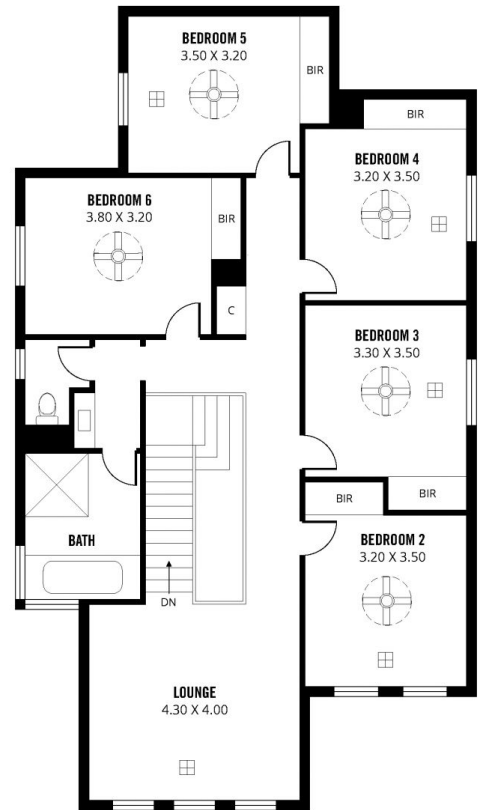 BEDROOM 5
3.50 X 3.20
BIR
BIR
BEDROOM 4
3.20 X 3.50
BEDROOM 6
3.80 X 3.20
BIR
C
BEDROOM 3
3.30 X 3.50
BIR
BIR
BATH
BEDROOM 2
3.20 X 3.50
DN
LOUNGE
4.30 X 4.00